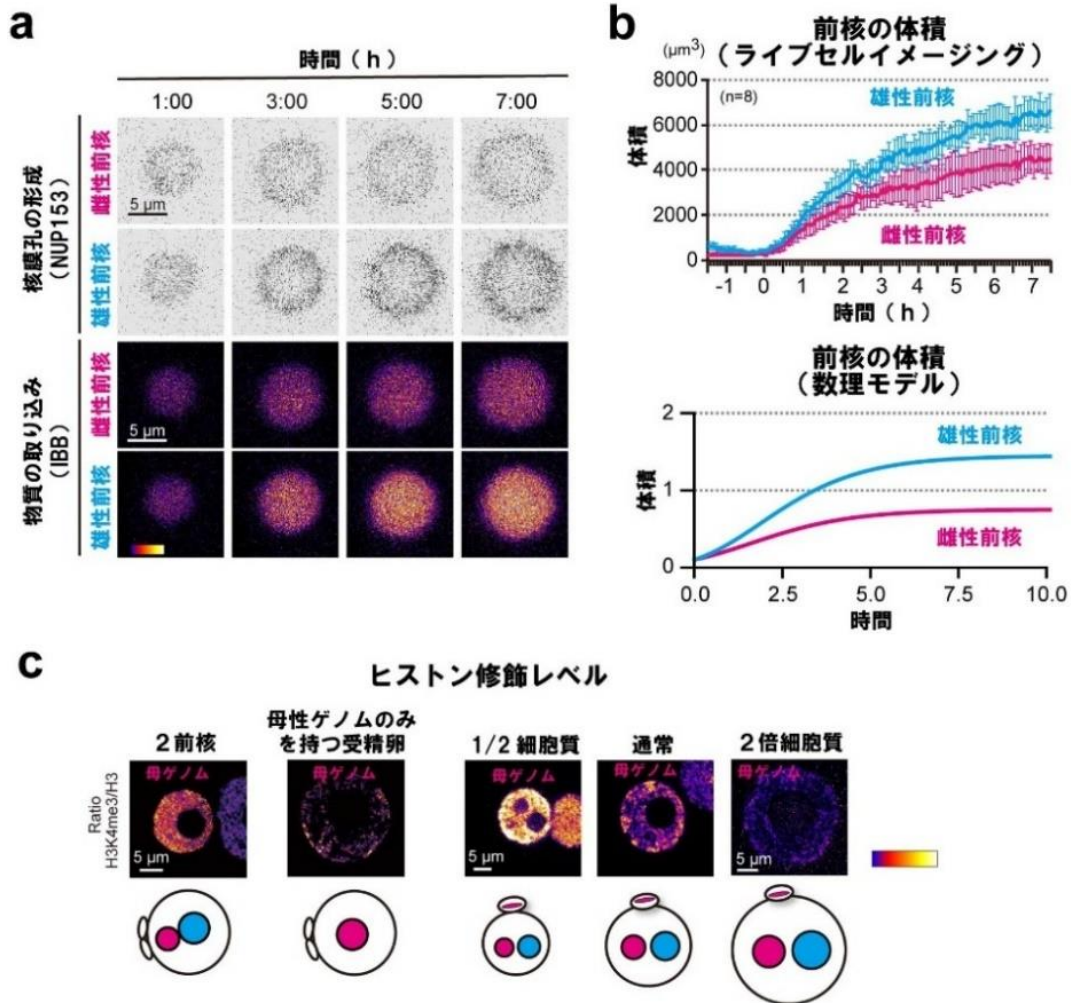 a
時間（h）
1:00 3:00 5:00 7:00
核膜孔の形成
（NUP153）
雌性前核
5 μm
雄性前核
物質の取り込み
（IBB）
雌性前核
5 μm
雄性前核
b
前核の体積
（ライブセルイメージング）
(μm³)
8000
6000
4000
2000
0
体積
(n=8)
雄性前核
雌性前核
-1 0 1 2 3 4 5 6 7
時間（h）
前核の体積
（数理モデル）
2
1
0
体積
雄性前核
雌性前核
0.0 2.5 5.0 7.5 10.0
時間
c
ヒストン修飾レベル
２前核
母性ゲノムのみ
を持つ受精卵
1/2 細胞質
通常
２倍細胞質
Ratio
H3K4me3/H3
母ゲノム
母ゲノム
母ゲノム
母ゲノム
母ゲノム
5 μm
5 μm
5 μm
5 μm
5 μm